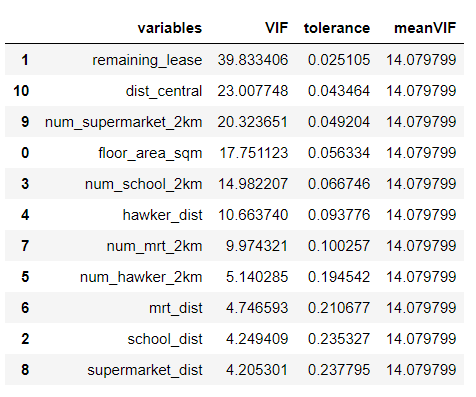 variables VIF tolerance meanVIF
1 remaining_lease 39.833406 0.025105 14.079799
10 dist_central 23.007748 0.043464 14.079799
9 num_supermarket_2km 20.323651 0.049204 14.079799
0 floor_area_sqm 17.751123 0.056334 14.079799
3 num_school_2km 14.982207 0.066746 14.079799
4 hawker_dist 10.663740 0.093776 14.079799
7 num_mrt_2km 9.974321 0.100257 14.079799
5 num_hawker_2km 5.140285 0.194542 14.079799
6 mrt_dist 4.746593 0.210677 14.079799
2 school_dist 4.249409 0.235327 14.079799
8 supermarket_dist 4.205301 0.237795 14.079799